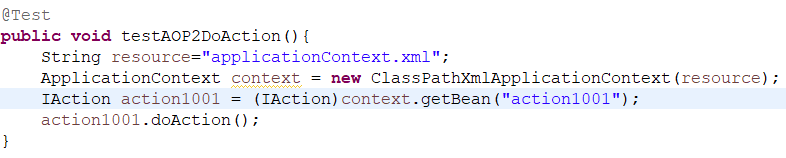 @Test
public void testAOP2DoAction(){
    String resource="applicationContext.xml";
    ApplicationContext context = new ClassPathXmlApplicationContext(resource);
    IAction action1001 = (IAction)context.getBean("action1001");
    action1001.doAction();
}